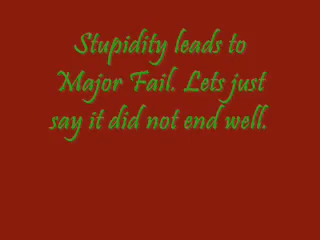 Stupidity leads to
Major Fail. Lets just
say it did not end well.